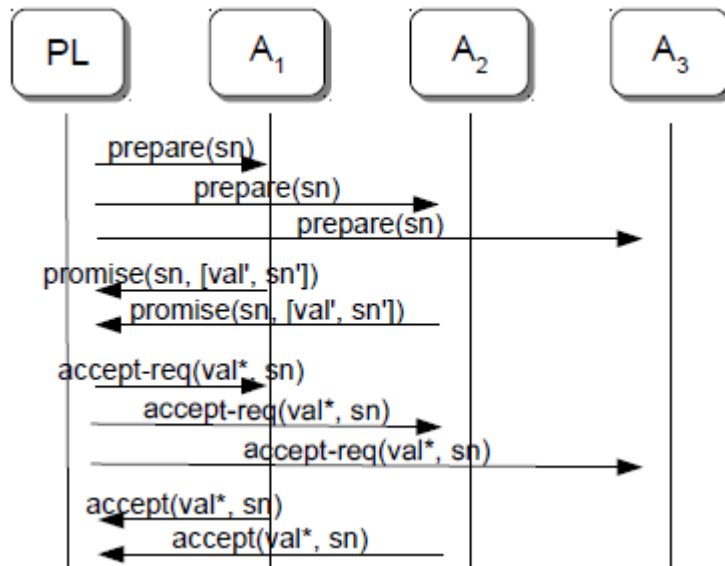 PL A₁ A₂ A₃
prepare(sn)
prepare(sn)
prepare(sn)
promise(sn, [val', sn'])
promise(sn, [val', sn'])
accept-req(val*, sn)
accept-req(val*, sn)
accept-req(val*, sn)
accept(val*, sn)
accept(val*, sn)